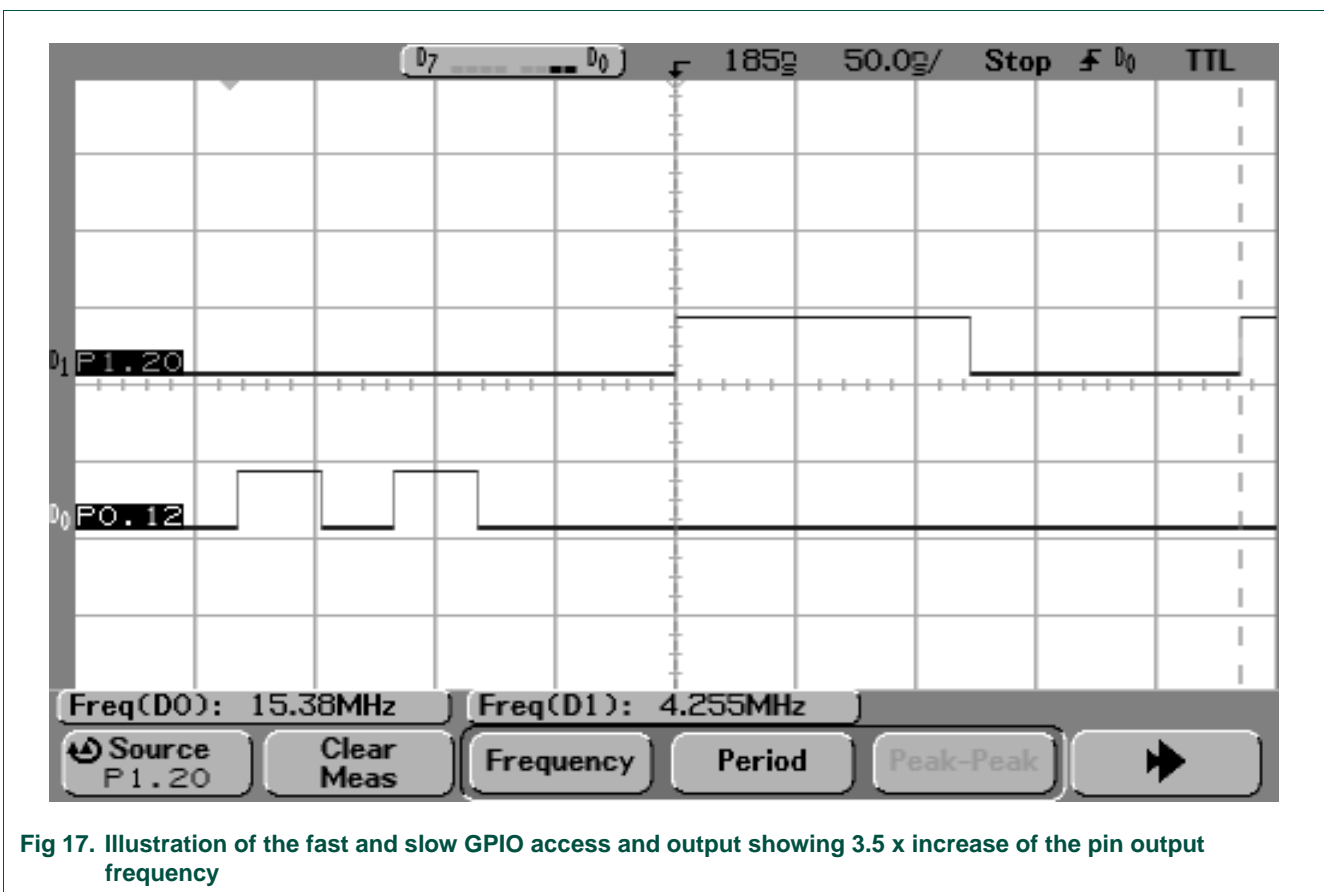 D7 D0 185ns 50.0ns/ Stop D0 TTL
D1 P1.20
D0 P0.12
Freq(D0): 15.38MHz Freq(D1): 4.255MHz
Source Clear Frequency Period Peak-Peak
P1.20 Meas
Fig 17. Illustration of the fast and slow GPIO access and output showing 3.5 x increase of the pin output
frequency